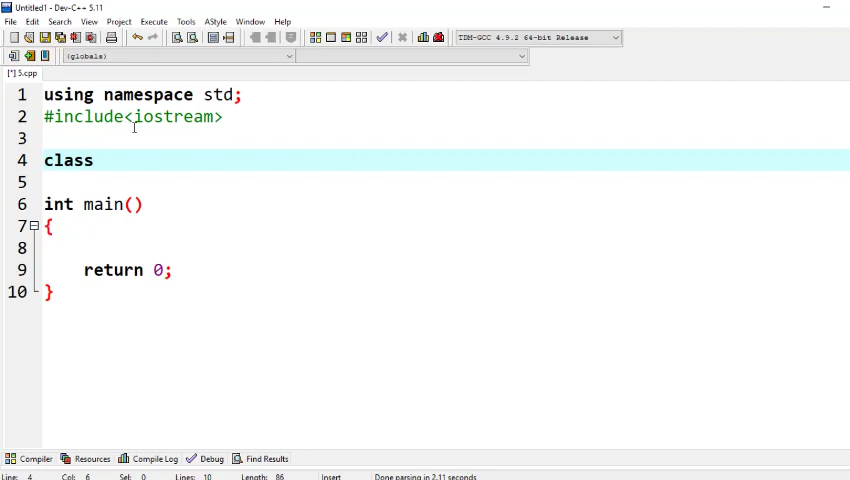 Untitled1 - Dev-C++ 5.11
File Edit Search View Project Execute Tools AStyle Window Help
TDM-GCC 4.9.2 64-bit Release
(globals)
[*] 5.cpp
1 using namespace std;
2 #include<iostream>
3
4 class
5
6 int main()
7 {
8
9 return 0;
10 }
Compiler Resources Compile Log Debug Find Results
Line: 4 Col: 6 Sel: 0 Lines: 10 Length: 86 Insert Done parsing in 2.11 seconds